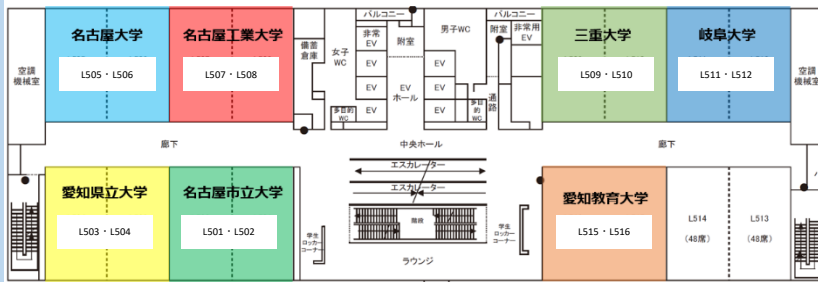 バルコニー
バルコニー
名古屋大学
名古屋工業大学
三重大学
岐阜大学
非常
EV
附室
男子
WC
附室
非常用
EV
女子
WC
備蓄
倉庫
空調
機械室
L505・L506
L507・L508
EV
EV
L509・L510
L511・L512
空調
機械室
EV
EV
EV
ホール
EV
EV
通
路
多目的
WC
多目的
WC
廊下
中央ホール
廊下
エスカレーター
エスカレーター
愛知県立大学
名古屋市立大学
愛知教育大学
L503・L504
L501・L502
階段
L515・L516
L514
(48席)
L513
(48席)
学生
ロッカー
コーナー
学生
ロッカー
コーナー
ラウンジ